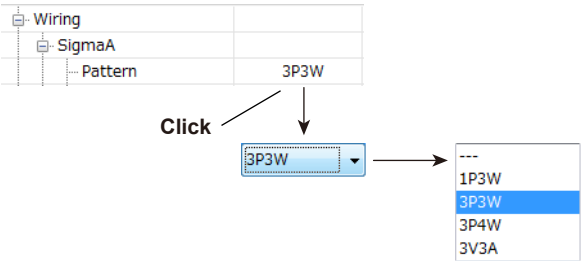 Wiring
SigmaA
Pattern 3P3W
Click
3P3W
---
1P3W
3P3W
3P4W
3V3A